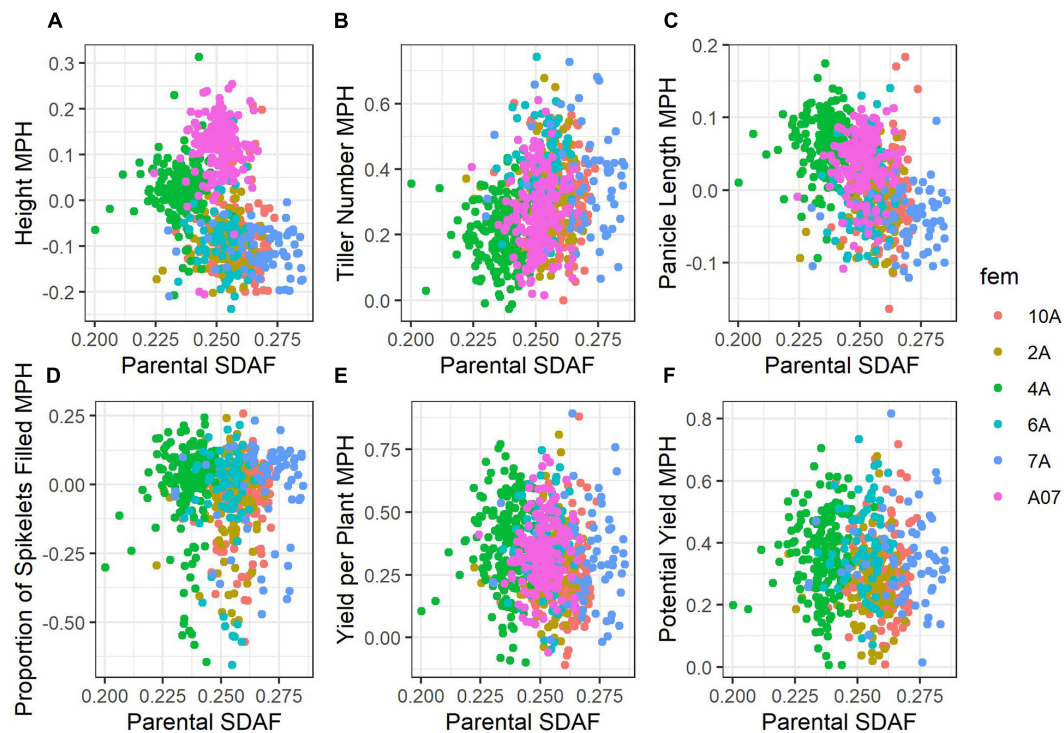 A
Height MPH
0.3
0.2
0.1
0.0
-0.1
-0.2
0.200 0.225 0.250 0.275
Parental SDAF
B
Tiller Number MPH
0.6
0.4
0.2
0.0
0.200 0.225 0.250 0.275
Parental SDAF
C
Panicle Length MPH
0.2
0.1
0.0
-0.1
0.200 0.225 0.250 0.275
Parental SDAF
D
Proportion of Spikelets Filled MPH
0.25
0.00
-0.25
-0.50
0.200 0.225 0.250 0.275
Parental SDAF
E
Yield per Plant MPH
0.75
0.50
0.25
0.00
0.200 0.225 0.250 0.275
Parental SDAF
F
Potential Yield MPH
0.8
0.6
0.4
0.2
0.0
0.200 0.225 0.250 0.275
Parental SDAF
fem
10A
2A
4A
6A
7A
A07